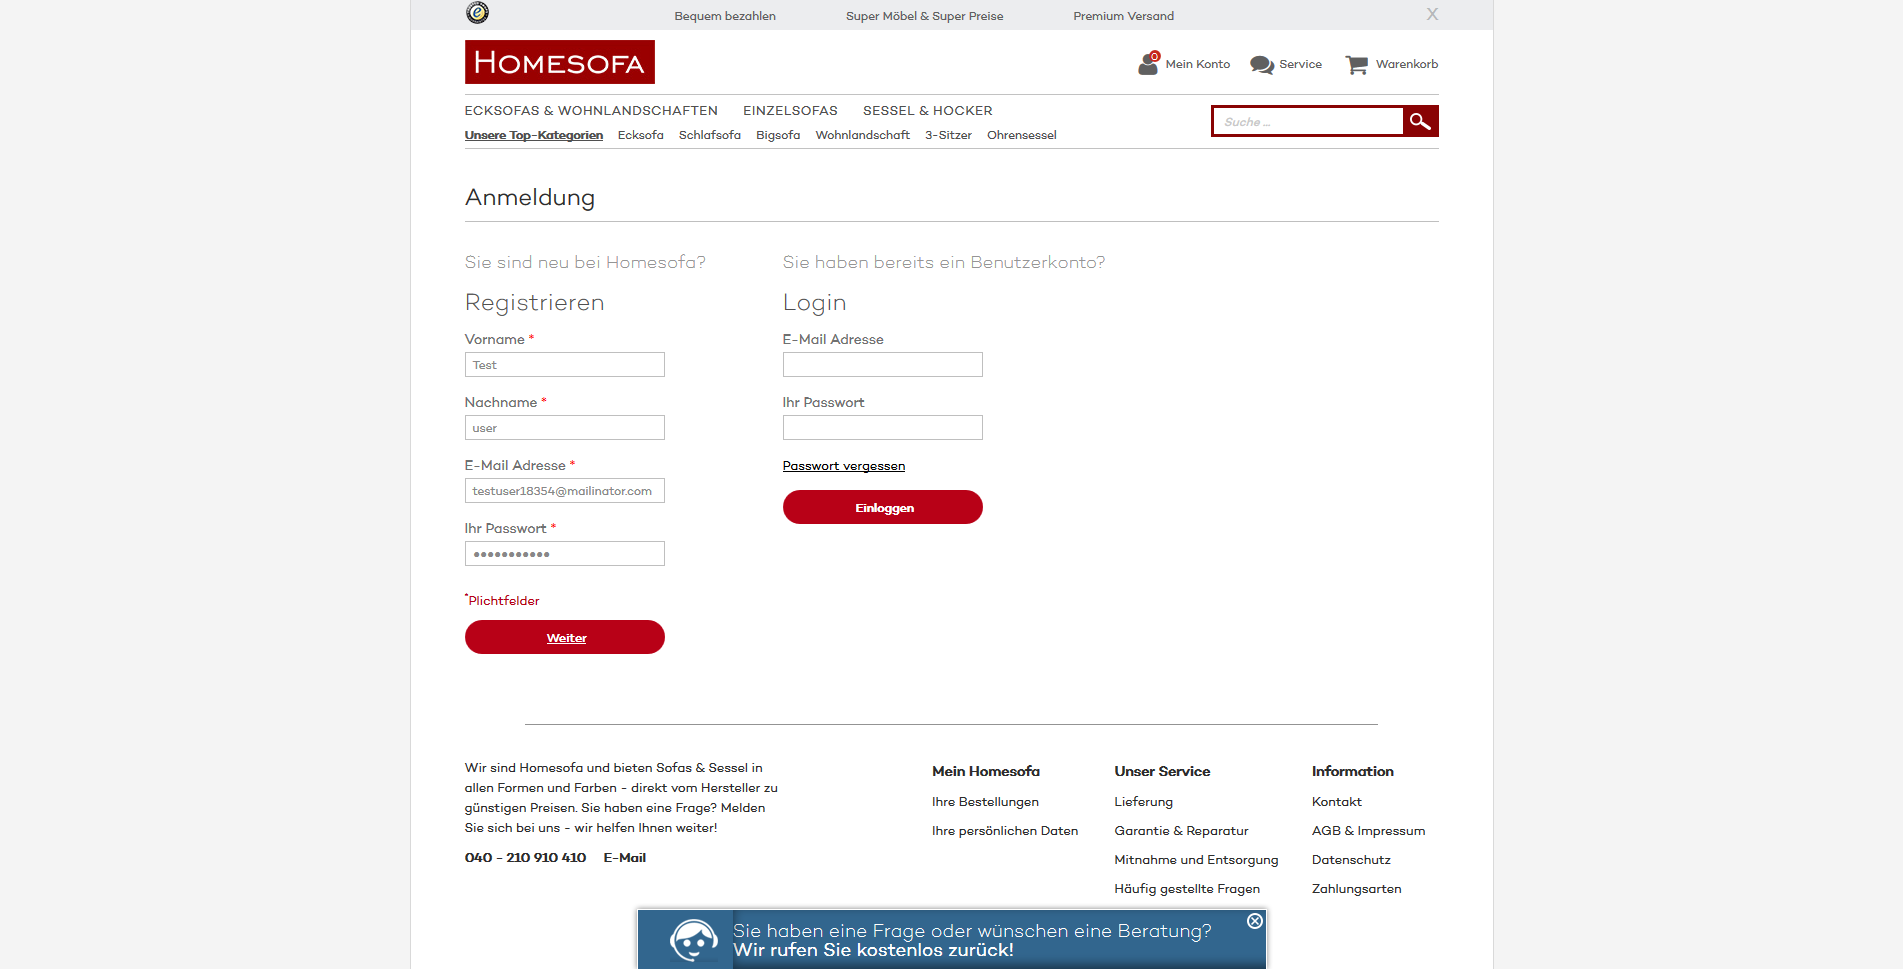 Bequem bezahlen Super Möbel & Super Preise Premium Versand X
HOMESOFA
0 Mein Konto Service Warenkorb
ECKSOFAS & WOHNLANDSCHAFTEN EINZELSOFAS SESSEL & HOCKER
Unsere Top-Kategorien Ecksofa Schlafsofa Bigsofa Wohnlandschaft 3-Sitzer Ohrensessel
Suche ...
Anmeldung
Sie sind neu bei Homesofa?
Registrieren
Vorname *
Test
Nachname *
user
E-Mail Adresse *
testuser18354@mailinator.com
Ihr Passwort *
•••••••••••
*Plichtfelder
Weiter
Sie haben bereits ein Benutzerkonto?
Login
E-Mail Adresse
Ihr Passwort
Passwort vergessen
Einloggen
Wir sind Homesofa und bieten Sofas & Sessel in
allen Formen und Farben - direkt vom Hersteller zu
günstigen Preisen. Sie haben eine Frage? Melden
Sie sich bei uns - wir helfen Ihnen weiter!
040 - 210 910 410 E-Mail
Mein Homesofa
Ihre Bestellungen
Ihre persönlichen Daten
Unser Service
Lieferung
Garantie & Reparatur
Mitnahme und Entsorgung
Häufig gestellte Fragen
Information
Kontakt
AGB & Impressum
Datenschutz
Zahlungsarten
Sie haben eine Frage oder wünschen eine Beratung?
Wir rufen Sie kostenlos zurück!